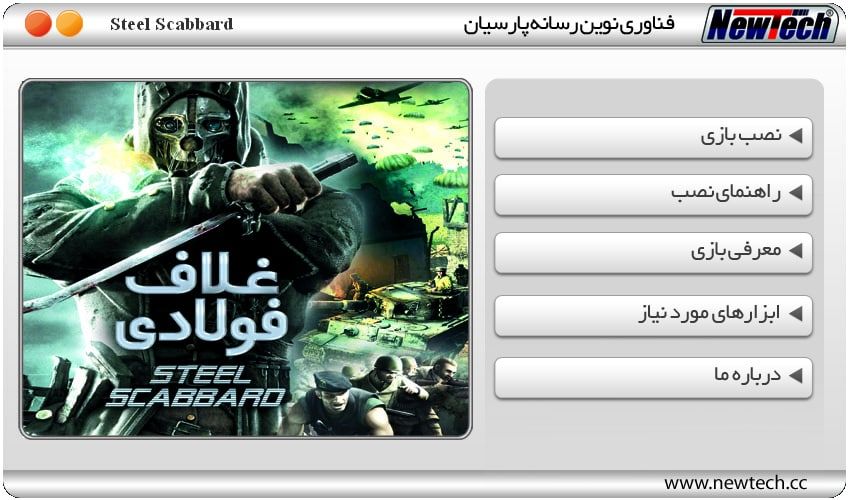 Steel Scabbard
فناوری نوین رسانه پارسیان
NewTech®
غلاف
فولادی
STEEL
SCABBARD
نصب بازی
راهنمای نصب
معرفی بازی
ابزارهای مورد نیاز
درباره ما
www.newtech.cc